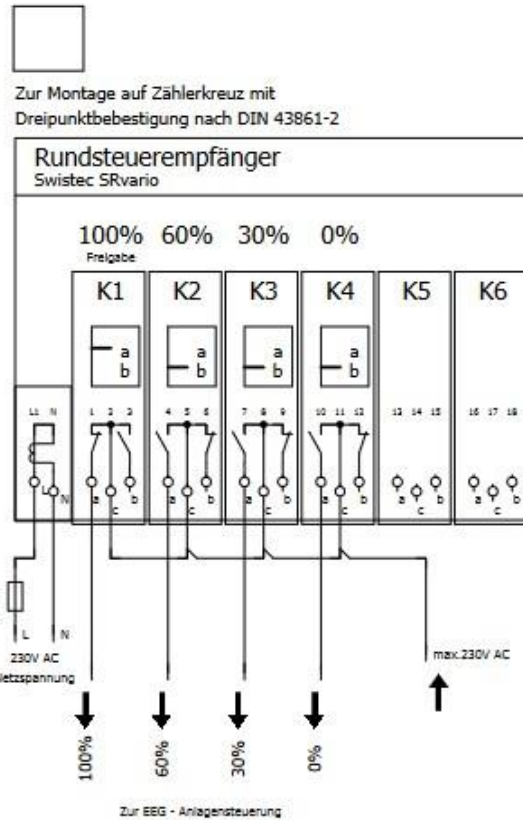 Zur Montage auf Zählerkreuz mit
Dreipunktbebestigung nach DIN 43861-2
Rundsteuerempfänger
Swistec SRvario
100% 60% 30% 0%
Freigabe
K1 K2 K3 K4 K5 K6
a a a a
b b b b
L1 N 1 2 3 4 5 6 7 8 9 10 11 12 13 14 15 16 17 18
L N a b a b a b a b a b a b
c c c c c c
L N
230V AC
etzspannung
max.230V AC
100% 60% 30% 0%
Zur EEG - Anlagensteuerung